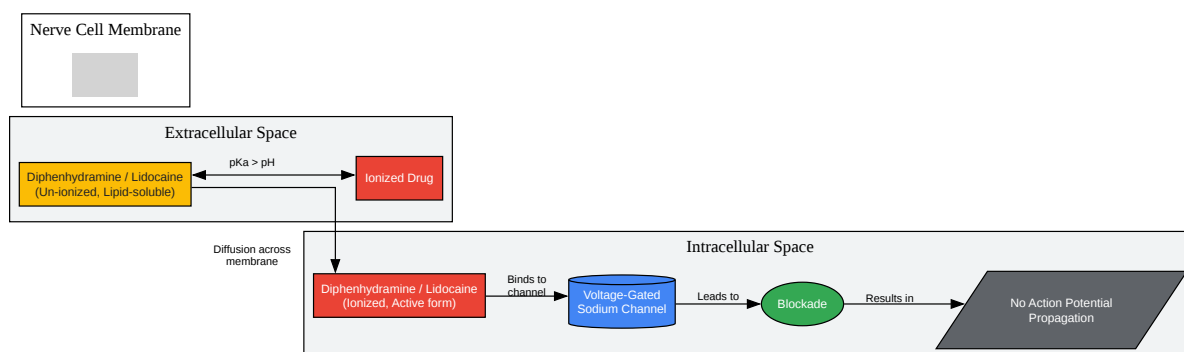 Nerve Cell Membrane
Extracellular Space
Diphenhydramine / Lidocaine
(Un-ionized, Lipid-soluble)
pKa > pH
Ionized Drug
Diffusion across
membrane
Intracellular Space
Diphenhydramine / Lidocaine
(Ionized, Active form)
Binds to
channel
Voltage-Gated
Sodium Channel
Leads to
Blockade
Results in
No Action Potential
Propagation